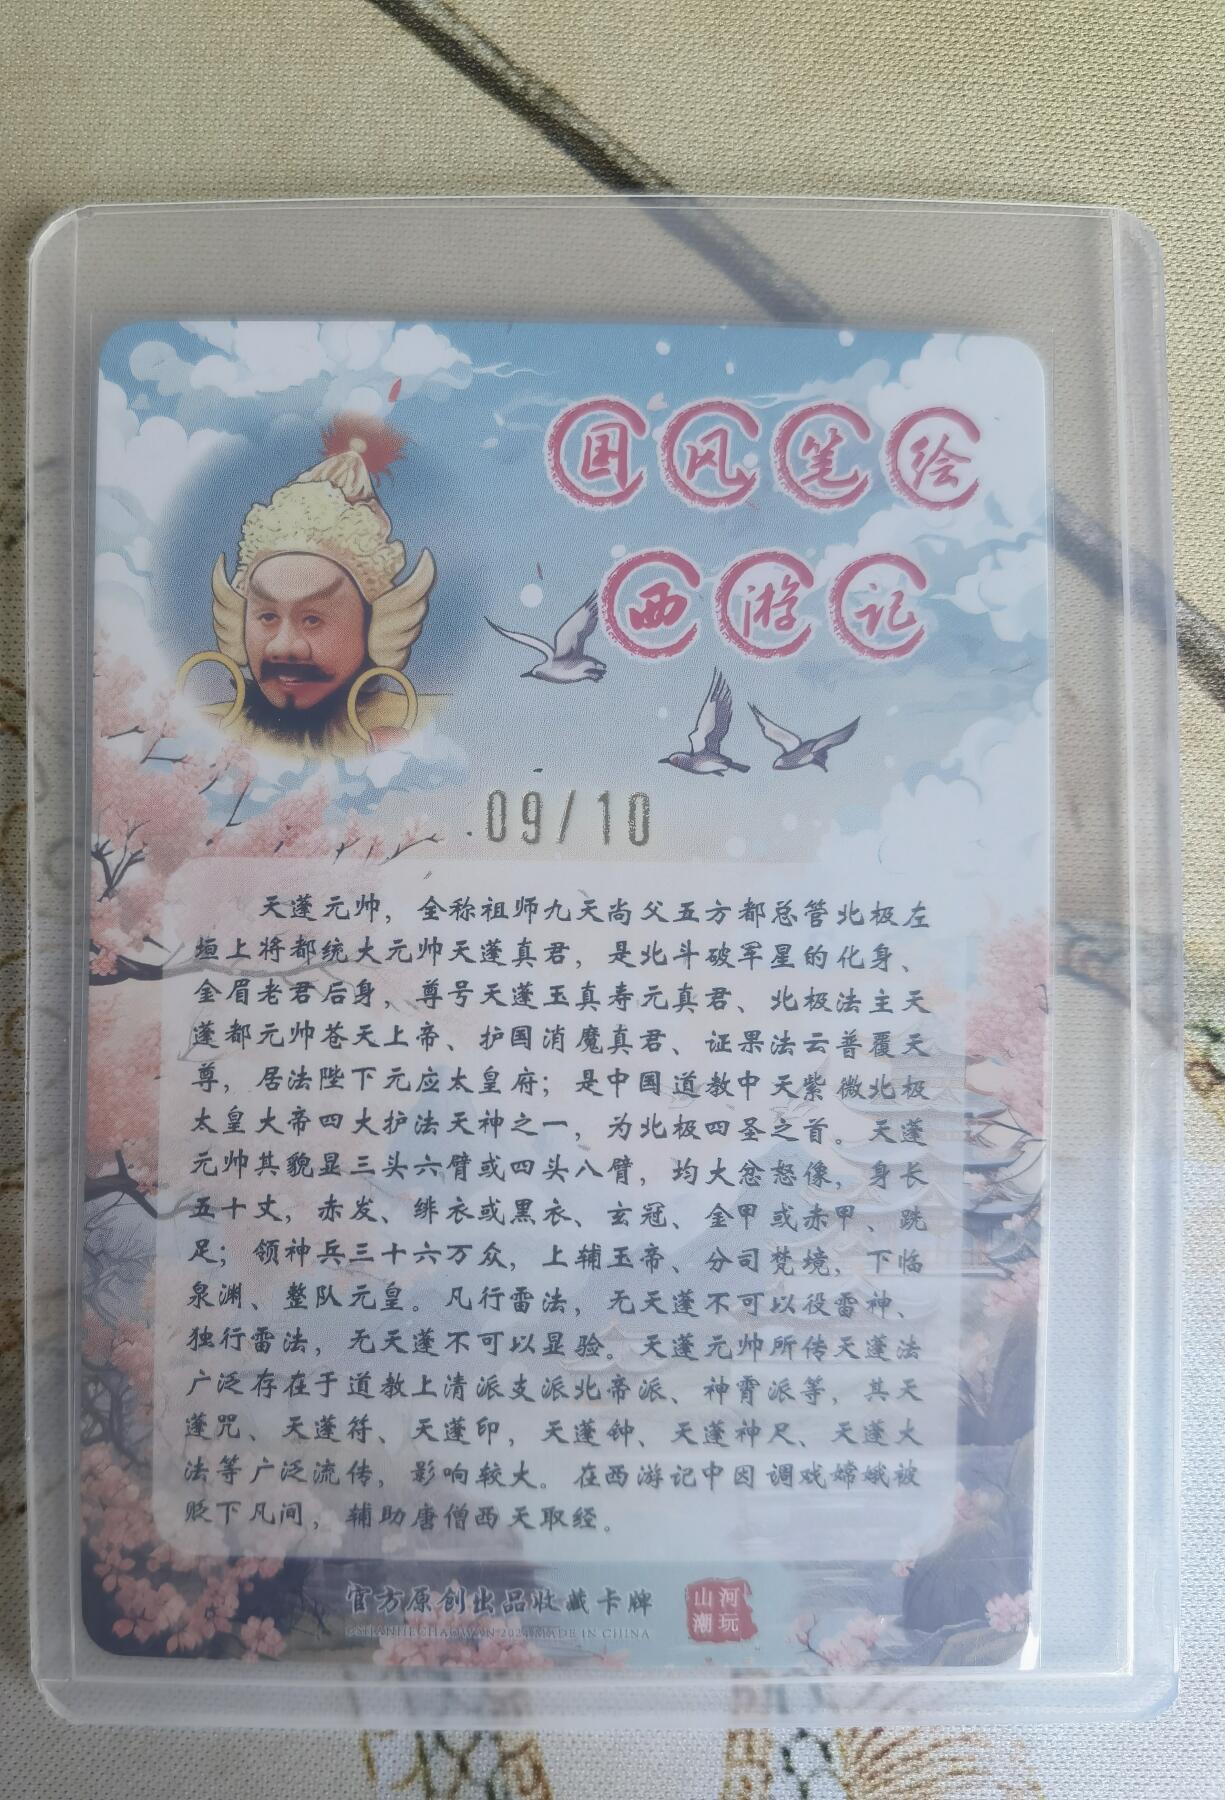 国风笔绘
西游记
09/10
天蓬元帅，全称祖师九天尚父五方都总管北极左
垣上将都统大元帅天蓬真君，是北斗破军星的化身、
金眉老君后身，尊号天蓬玉真寿元真君、北极法主天
蓬都元帅苍天上帝、护国消魔真君、证果法云普覆天
尊，居法陛下元应太皇府；是中国道教中天紫微北极
太皇大帝四大护法天神之一，为北极四圣之首。天蓬
元帅其貌显三头六臂或四头八臂，均大忿怒像，身长
五十丈，赤发、绯衣或黑衣、玄冠、金甲或赤甲、跣
足；领神兵三十六万众，上辅玉帝、分司梵境，下临
泉渊、整队元皇。凡行雷法，无天蓬不可以役雷神、
独行雷法，无天蓬不可以显验。天蓬元帅所传天蓬法
广泛存在于道教上清派支派北帝派、神霄派等，其天
蓬咒、天蓬符、天蓬印，天蓬钟、天蓬神尺、天蓬火
法等广泛流传，影响较大。在西游记中因调戏嫦娥被
贬下凡间，辅助唐僧西天取经。
官方原创出品收藏卡牌
©SHANHECHAOWAN 2024 MADE IN CHINA
山河
潮玩